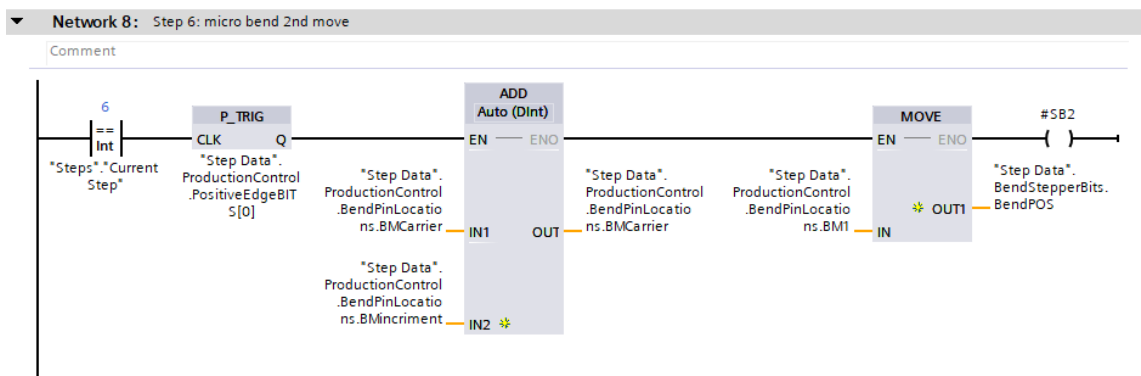 Network 8: Step 6: micro bend 2nd move
Comment
6
==
Int
"Steps"."Current
Step"
P_TRIG
CLK Q
"Step Data".
ProductionControl
.PositiveEdgeBIT
S[0]
ADD
Auto (DInt)
EN ENO
"Step Data".
ProductionControl
.BendPinLocatio
ns.BMCarrier
IN1 OUT
"Step Data".
ProductionControl
.BendPinLocatio
ns.BMCarrier
"Step Data".
ProductionControl
.BendPinLocatio
ns.BMincriment
IN2
MOVE
EN ENO
"Step Data".
ProductionControl
.BendPinLocatio
ns.BM1
IN
OUT1
"Step Data".
BendStepperBits.
BendPOS
#SB2